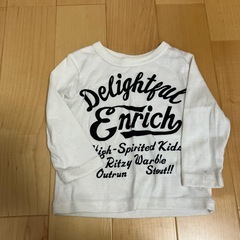 Delightful
Enrich
High-Spirited Kids
Ritzy Warble
Outrun Stout!!